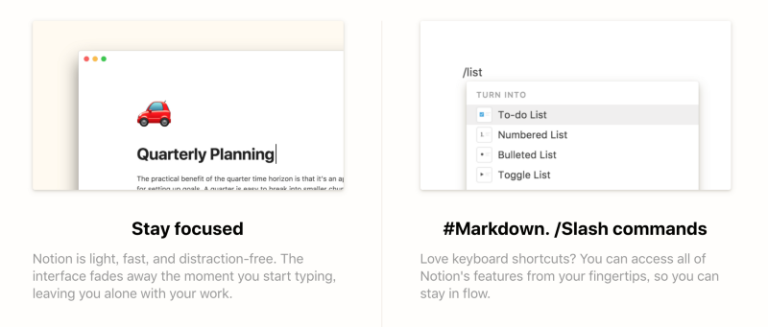 Quarterly Planning
The practical benefit of the quarter time horizon is that it's an
for setting up goals. A quarter is easy to break into smaller
Stay focused
Notion is light, fast, and distraction-free. The
interface fades away the moment you start typing,
leaving you alone with your work.
/list
TURN INTO
To-do List
1.
Numbered List
Bulleted List
Toggle List
#Markdown. /Slash commands
Love keyboard shortcuts? You can access all of
Notion's features from your fingertips, so you can
stay in flow.